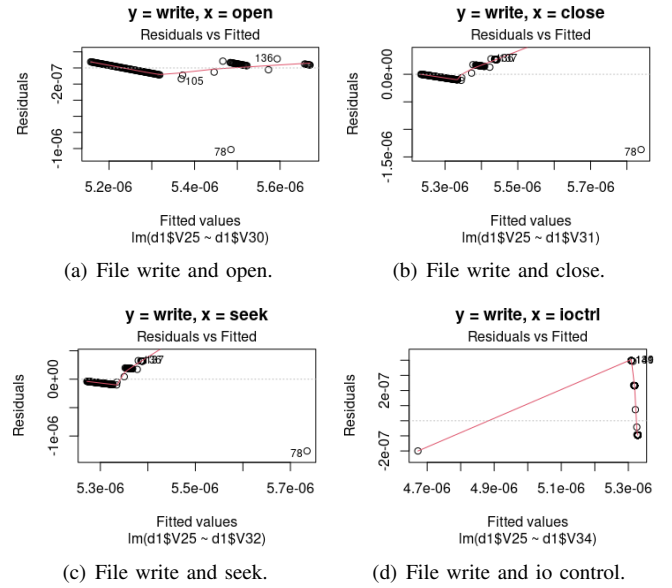 y = write, x = open
Residuals vs Fitted
Residuals
-2e-07
-1e-06
136
105
78
5.2e-06 5.4e-06 5.6e-06
Fitted values
lm(d1$V25 ~ d1$V30)
(a) File write and open.
y = write, x = close
Residuals vs Fitted
Residuals
0.0e+00
-1.5e-06
78
5.3e-06 5.5e-06 5.7e-06
Fitted values
lm(d1$V25 ~ d1$V31)
(b) File write and close.
y = write, x = seek
Residuals vs Fitted
Residuals
0e+00
-1e-06
78
5.3e-06 5.5e-06 5.7e-06
Fitted values
lm(d1$V25 ~ d1$V32)
(c) File write and seek.
y = write, x = ioctrl
Residuals vs Fitted
Residuals
2e-07
-2e-07
4.7e-06 4.9e-06 5.1e-06 5.3e-06
Fitted values
lm(d1$V25 ~ d1$V34)
(d) File write and io control.